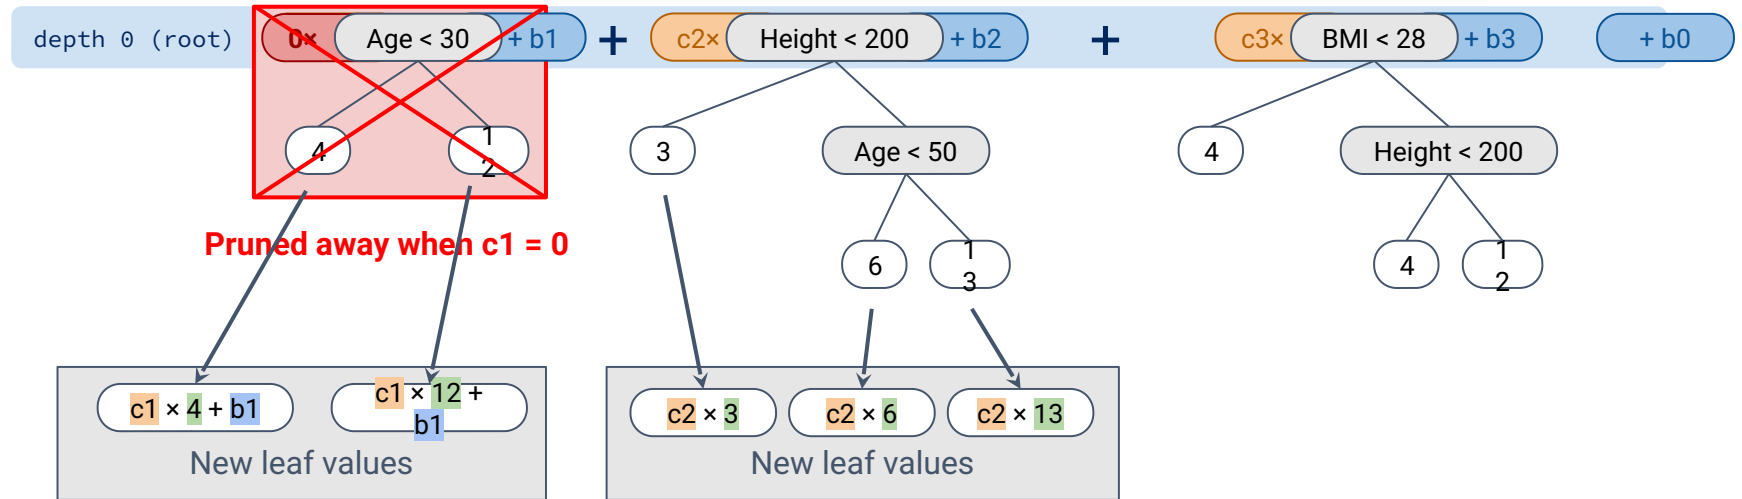 depth 0 (root)
0×
Age < 30
+ b1
+
c2×
Height < 200
+ b2
+
c3×
BMI < 28
+ b3
+ b0
4
1
2
3
Age < 50
4
Height < 200
Pruned away when c1 = 0
6
1
3
4
1
2
c1 × 4 + b1
c1 × 12 +
b1
c2 × 3
c2 × 6
c2 × 13
New leaf values
New leaf values